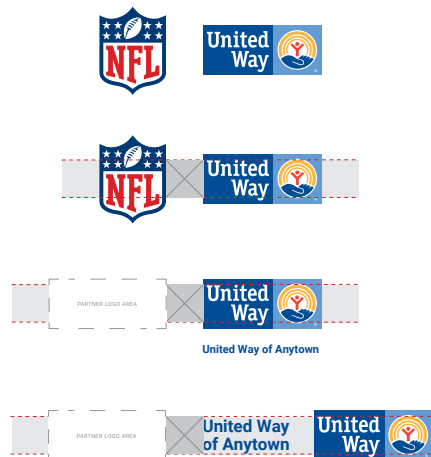 NFL
United
Way
NFL
United
Way
PARTNER LOGO AREA
United
Way
United Way of Anytown
PARTNER LOGO AREA
United Way
of Anytown
United
Way